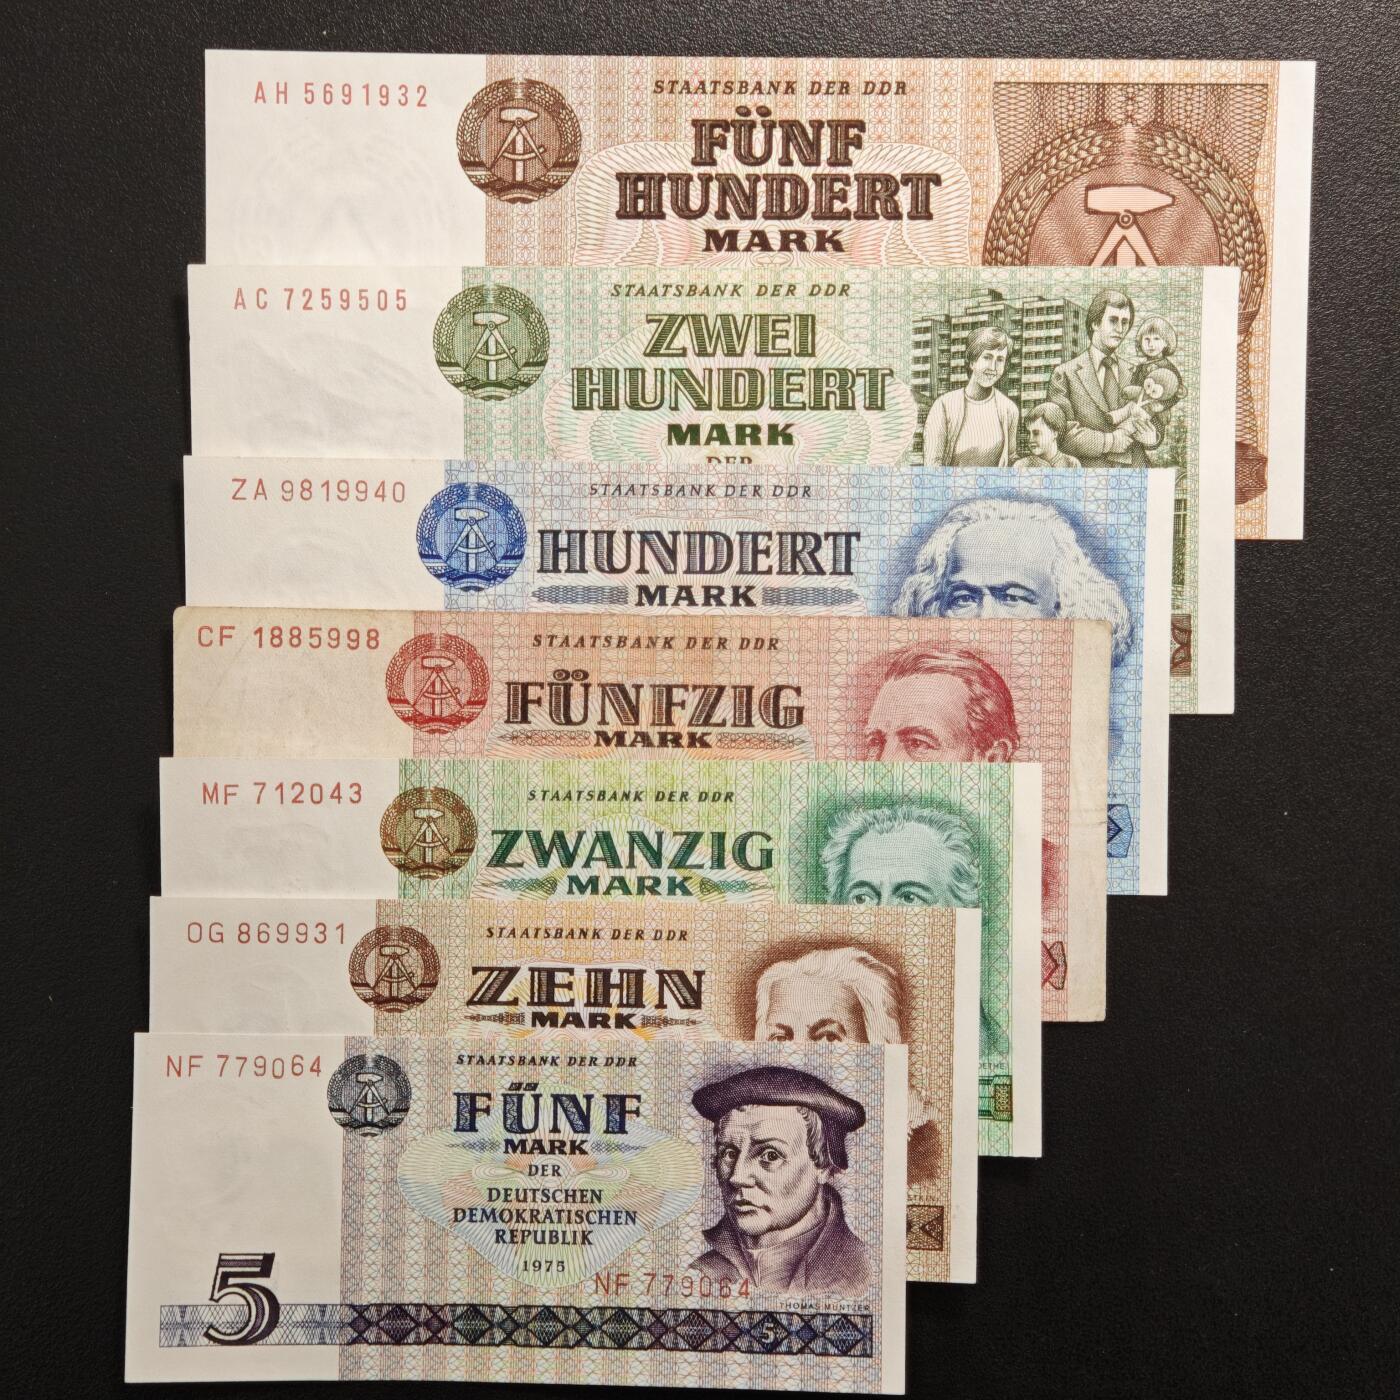 AH 5691932
STAATSBANK DER DDR
FÜNF
HUNDERT
MARK
AC 7259505
STAATSBANK DER DDR
ZWEI
HUNDERT
MARK
DER
ZA 9819940
STAATSBANK DER DDR
HUNDERT
MARK
CF 1885998
STAATSBANK DER DDR
FÜNFZIG
MARK
MF 712043
STAATSBANK DER DDR
ZWANZIG
MARK
OG 869931
STAATSBANK DER DDR
ZEHN
MARK
NF 779064
STAATSBANK DER DDR
FÜNF
MARK
DER
DEUTSCHEN
DEMOKRATISCHEN
REPUBLIK
1975
NF 779064
THOMAS MÜNTZER
5
5